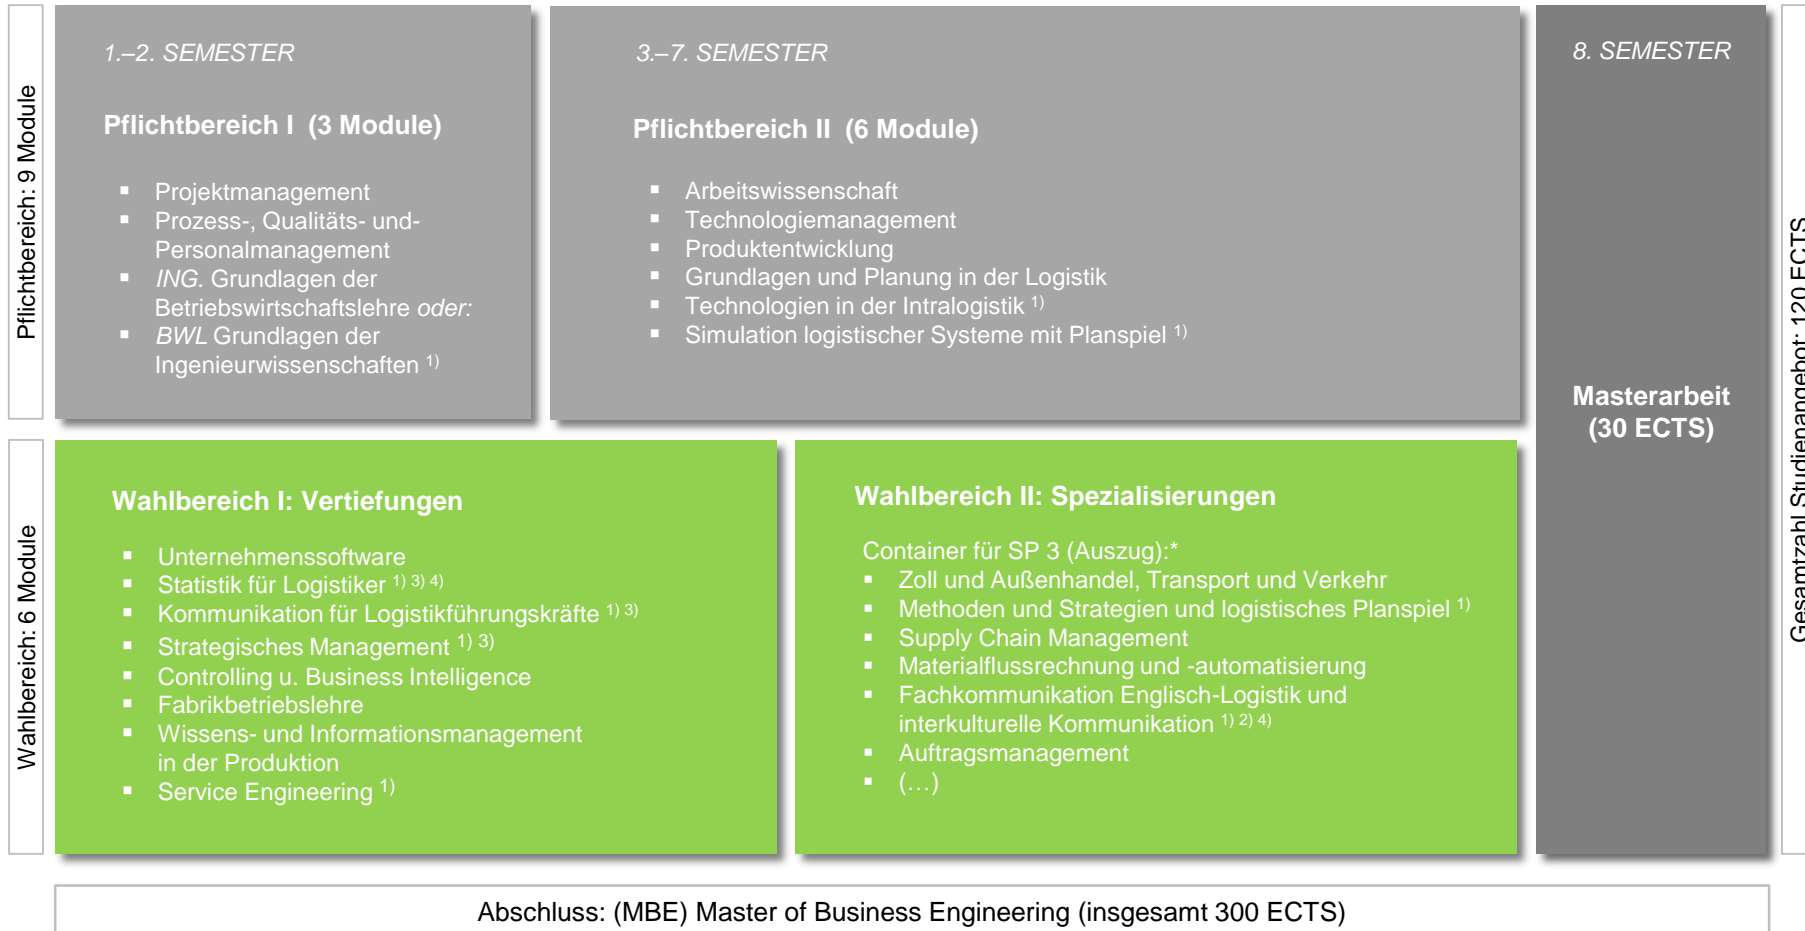 Pflichtbereich: 9 Module
1.–2. SEMESTER
Pflichtbereich I (3 Module)
▪ Projektmanagement
▪ Prozess-, Qualitäts- und-
Personalmanagement
▪ ING. Grundlagen der
Betriebswirtschaftslehre oder:
▪ BWL Grundlagen der
Ingenieurwissenschaften 1)
3.–7. SEMESTER
Pflichtbereich II (6 Module)
▪ Arbeitswissenschaft
▪ Technologiemanagement
▪ Produktentwicklung
▪ Grundlagen und Planung in der Logistik
▪ Technologien in der Intralogistik 1)
▪ Simulation logistischer Systeme mit Planspiel 1)
8. SEMESTER
Masterarbeit
(30 ECTS)
Gesamtzahl Studienangebot: 120 ECTS
Wahlbereich: 6 Module
Wahlbereich I: Vertiefungen
▪ Unternehmenssoftware
▪ Statistik für Logistiker 1) 3) 4)
▪ Kommunikation für Logistikführungskräfte 1) 3)
▪ Strategisches Management 1) 3)
▪ Controlling u. Business Intelligence
▪ Fabrikbetriebslehre
▪ Wissens- und Informationsmanagement
in der Produktion
▪ Service Engineering 1)
Wahlbereich II: Spezialisierungen
Container für SP 3 (Auszug):*
▪ Zoll und Außenhandel, Transport und Verkehr
▪ Methoden und Strategien und logistisches Planspiel 1)
▪ Supply Chain Management
▪ Materialflussrechnung und -automatisierung
▪ Fachkommunikation Englisch-Logistik und
interkulturelle Kommunikation 1) 2) 4)
▪ Auftragsmanagement
▪ (…)
Abschluss: (MBE) Master of Business Engineering (insgesamt 300 ECTS)